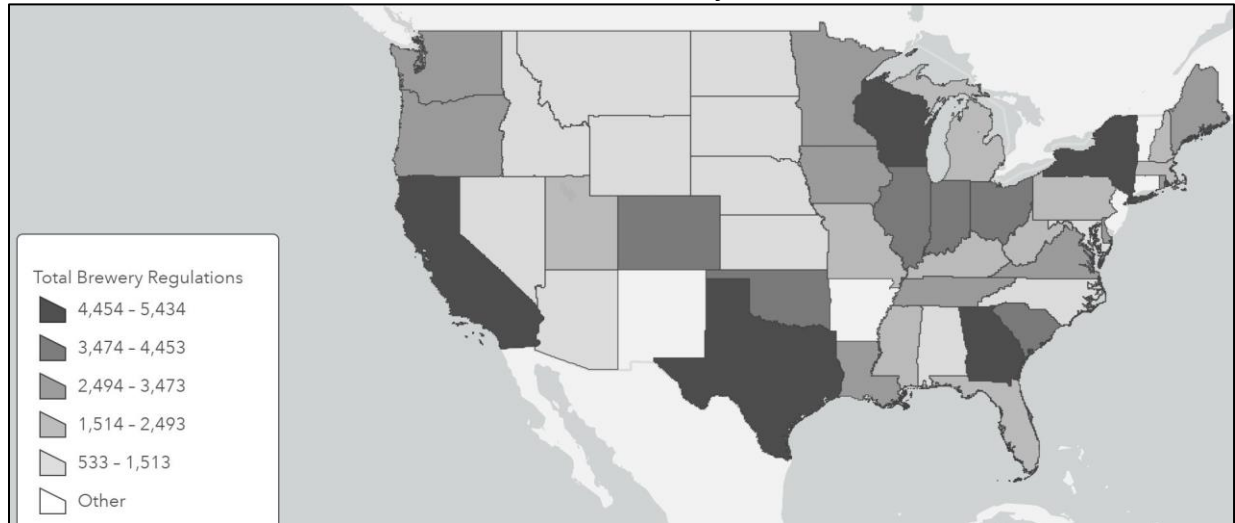 Total Brewery Regulations
4,454 - 5,434
3,474 - 4,453
2,494 - 3,473
1,514 - 2,493
533 - 1,513
Other